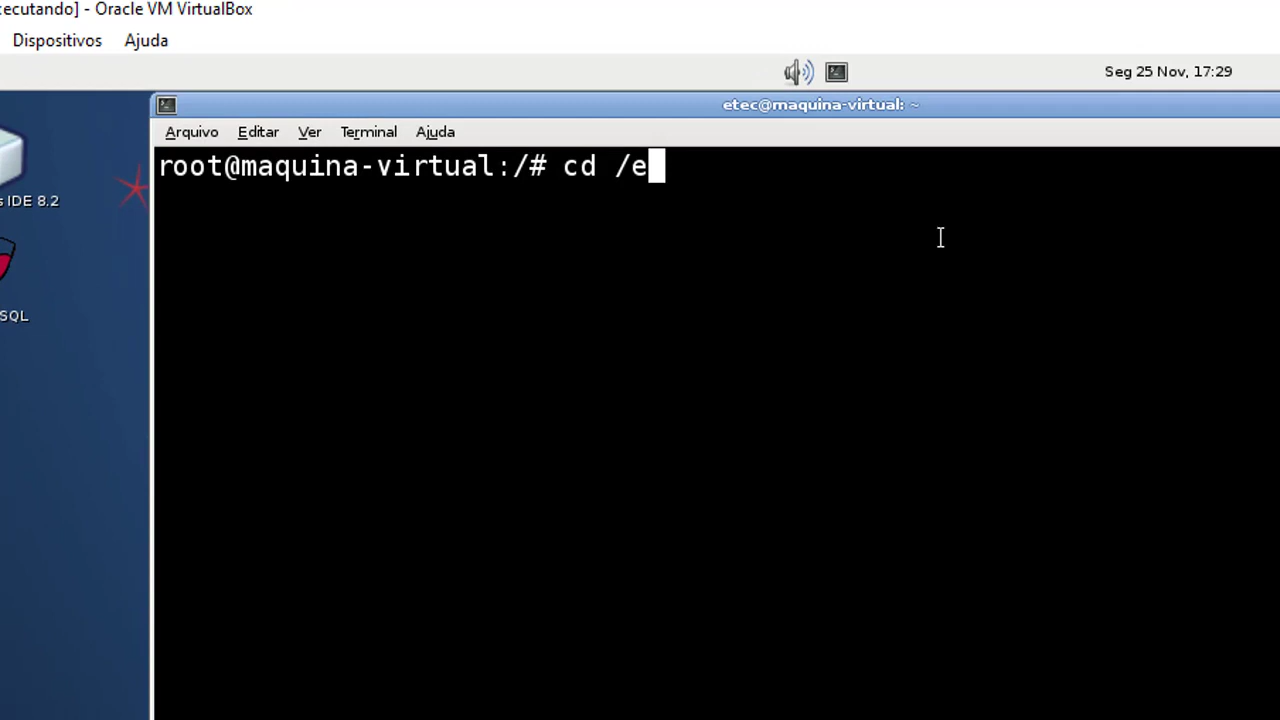 ecutando] - Oracle VM VirtualBox
Dispositivos Ajuda
Seg 25 Nov, 17:29
etec@maquina-virtual: ~
Arquivo Editar Ver Terminal Ajuda
root@maquina-virtual:/# cd /e
s IDE 8.2
SQL